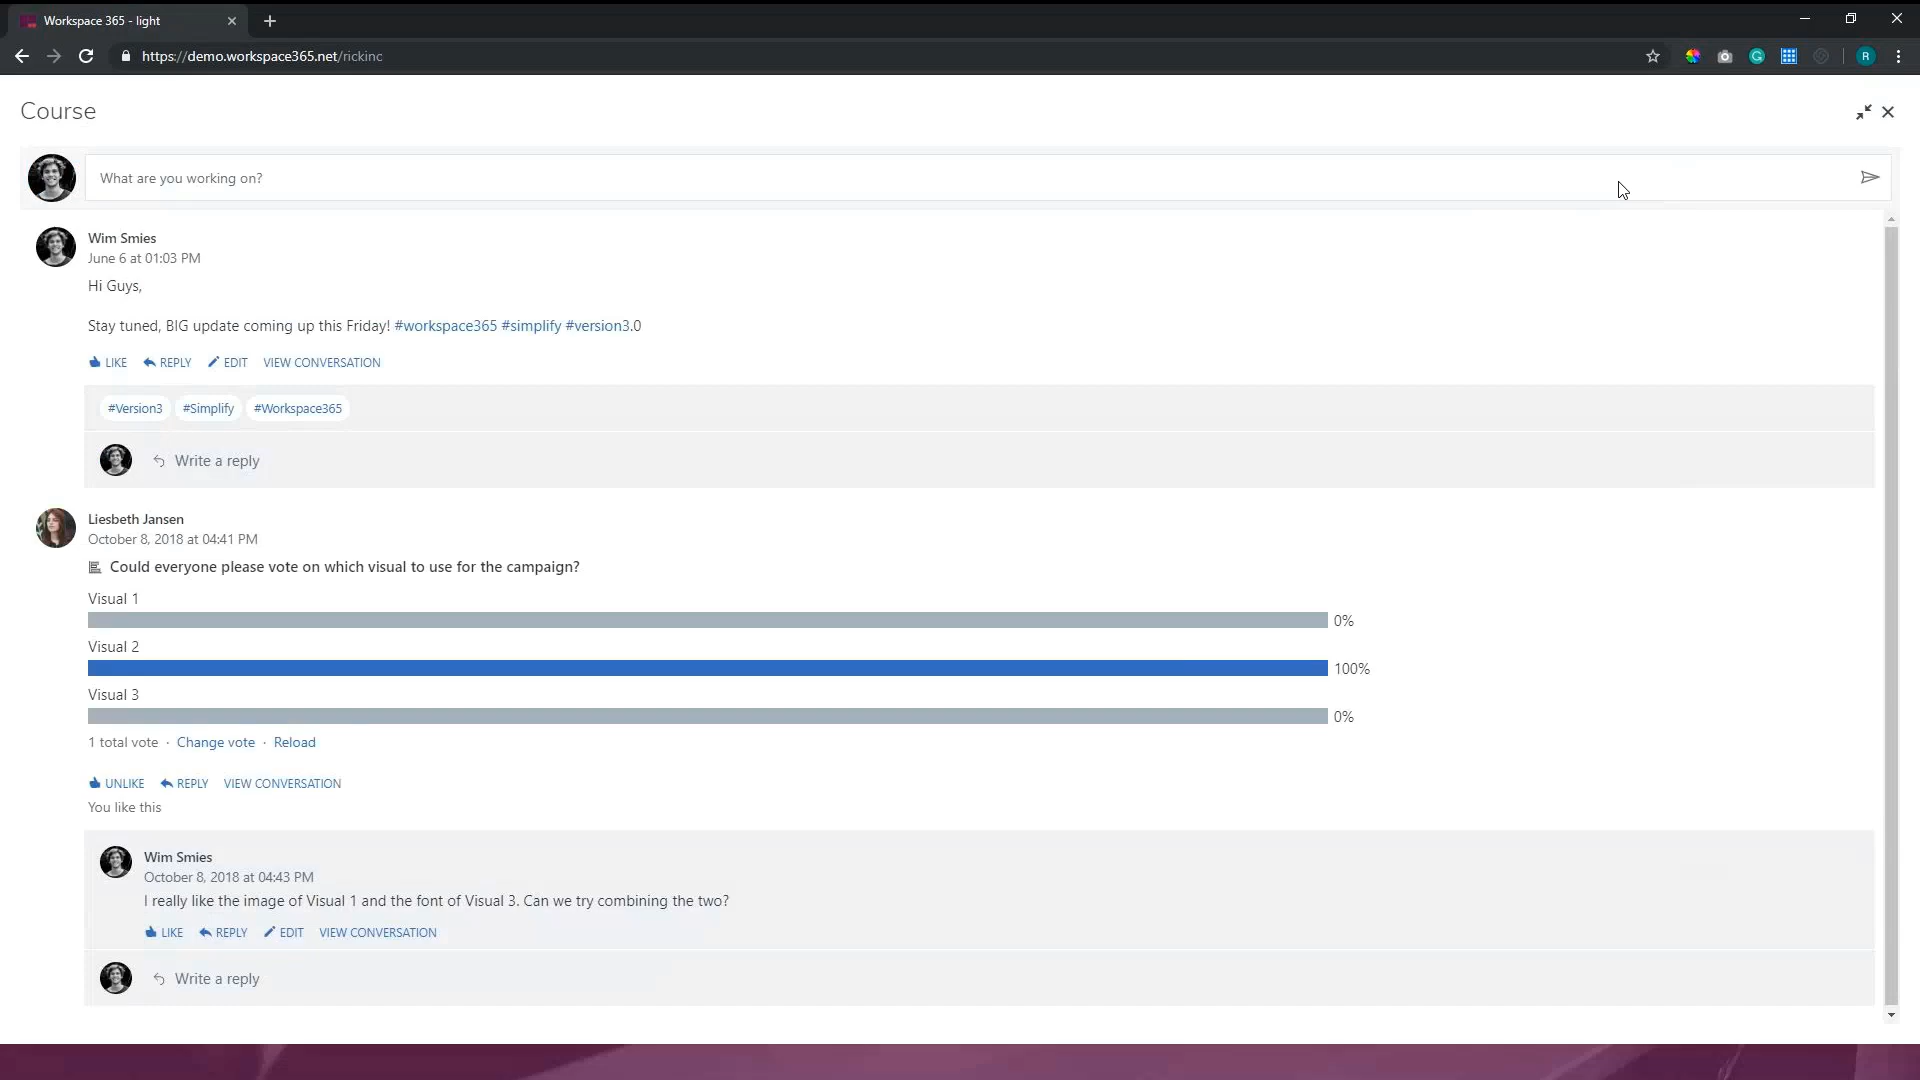 Workspace 365 - light
https://demo.workspace365.net/rickinc
R
Course
What are you working on?
Wim Smies
June 6 at 01:03 PM
Hi Guys,
Stay tuned, BIG update coming up this Friday! #workspace365 #simplify #version3.0
LIKE REPLY EDIT VIEW CONVERSATION
#Version3 #Simplify #Workspace365
Write a reply
Liesbeth Jansen
October 8, 2018 at 04:41 PM
Could everyone please vote on which visual to use for the campaign?
Visual 1
0%
Visual 2
100%
Visual 3
0%
1 total vote · Change vote · Reload
UNLIKE REPLY VIEW CONVERSATION
You like this
Wim Smies
October 8, 2018 at 04:43 PM
I really like the image of Visual 1 and the font of Visual 3. Can we try combining the two?
LIKE REPLY EDIT VIEW CONVERSATION
Write a reply